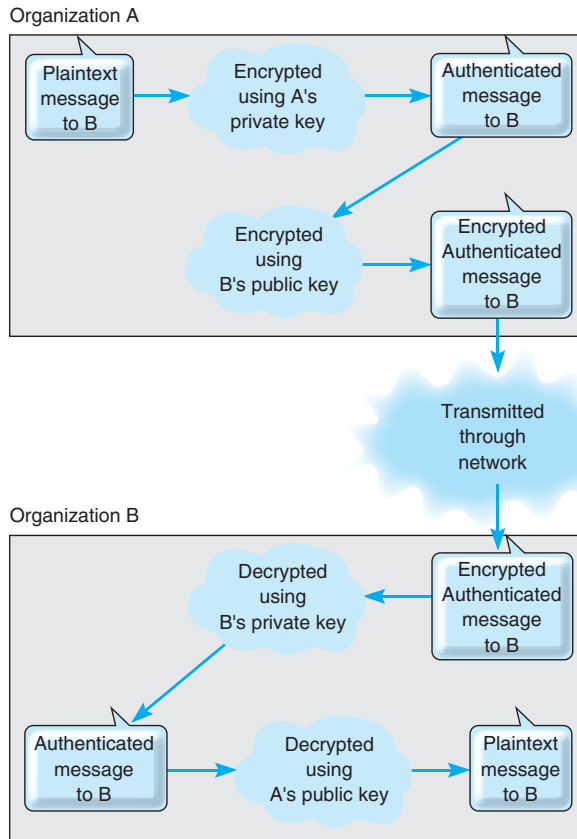 Organization A
Plaintext
message
to B
Encrypted
using A's
private key
Authenticated
message
to B
Encrypted
using
B's public key
Encrypted
Authenticated
message
to B
Transmitted
through
network
Organization B
Encrypted
Authenticated
message
to B
Decrypted
using
B's private key
Authenticated
message
to B
Decrypted
using
A's public key
Plaintext
message
to B